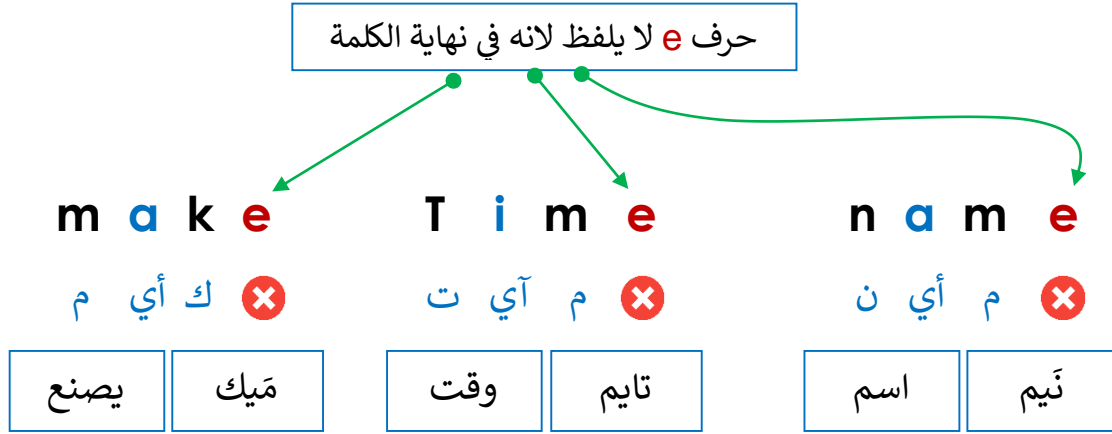 حرف e لا يلفظ لانه في نهاية الكلمة
m a k e T i m e n a m e
م أي ك ت آي م ن أي م
يصنع مَيك وقت تايم اسم نَيم